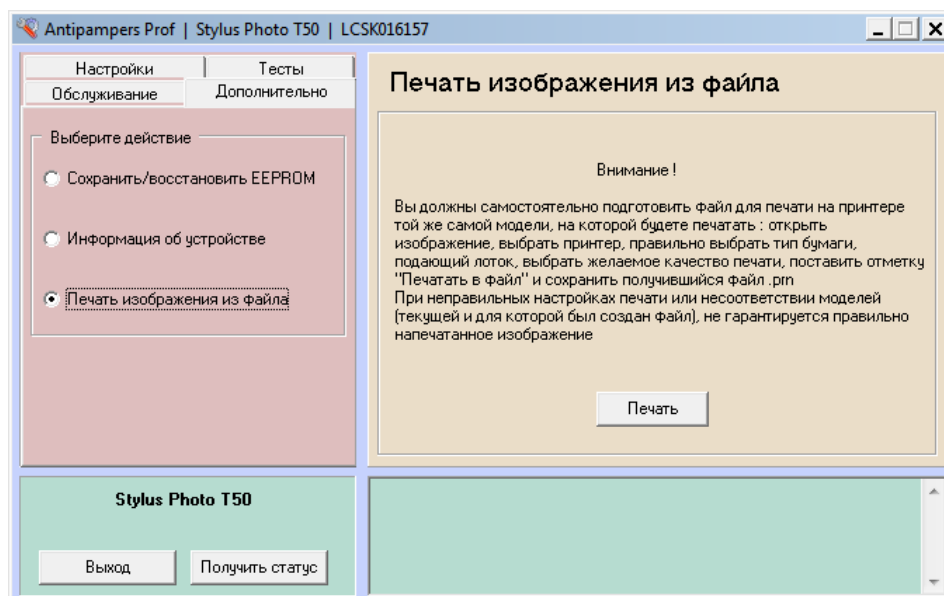 Antipampers Prof | Stylus Photo T50 | LCSK016157
Настройки
Тесты
Обслуживание
Дополнительно
Выберите действие
Сохранить/восстановить EEPROM
Информация об устройстве
Печать изображения из файла
Печать изображения из файла
Внимание !
Вы должны самостоятельно подготовить файл для печати на принтере
той же самой модели, на которой будете печатать : открыть
изображение, выбрать принтер, правильно выбрать тип бумаги,
подающий лоток, выбрать желаемое качество печати, поставить отметку
"Печатать в файл" и сохранить получившийся файл .prn
При неправильных настройках печати или несоответствии моделей
(текущей и для которой был создан файл), не гарантируется правильно
напечатанное изображение
Печать
Stylus Photo T50
Выход
Получить статус